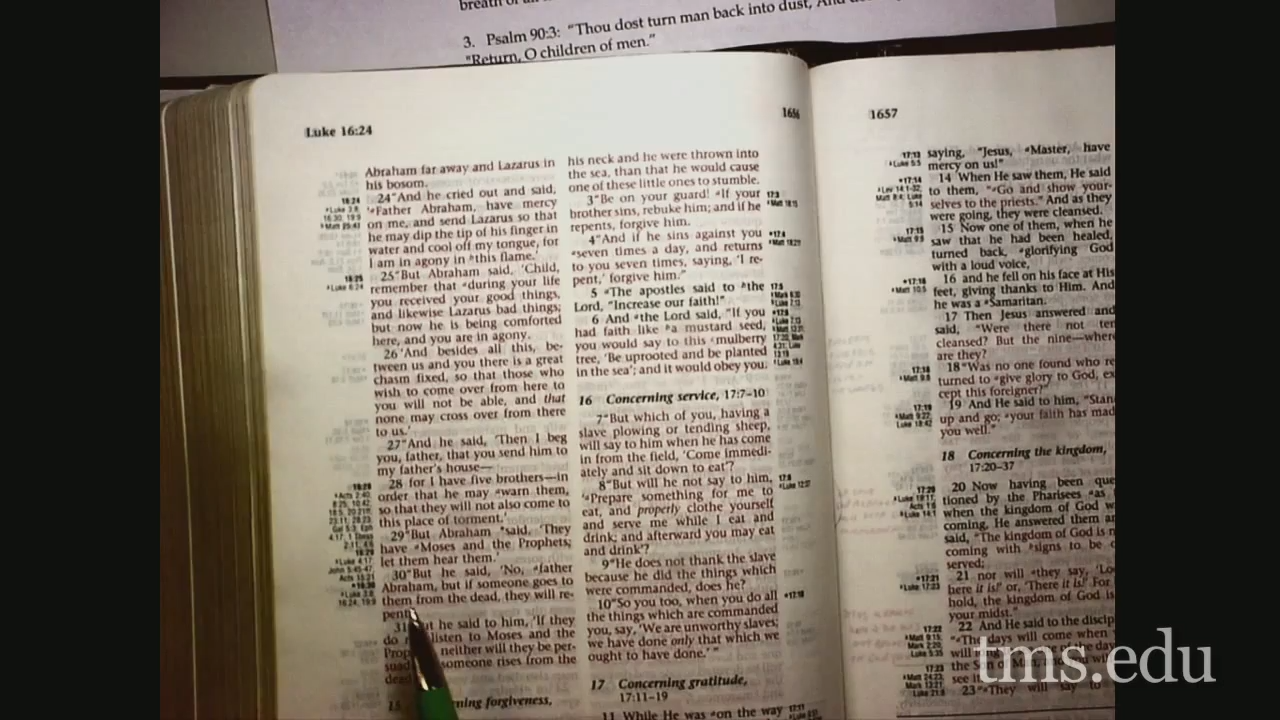 3. Psalm 90:3: "Thou dost turn man back into dust,
"Return, O children of men."
Luke 16:24
1656
Abraham far away and Lazarus in
his bosom.
24 "And he cried out and said,
'Father Abraham, have mercy
on me, and send Lazarus so that
he may dip the tip of his finger in
water and cool off my tongue, for
I am in agony in this flame.'
25 "But Abraham said, 'Child,
remember that during your life
you received your good things,
and likewise Lazarus bad things;
but now he is being comforted
here, and you are in agony.
26 'And besides all this, be-
tween us and you there is a great
chasm fixed, so that those who
wish to come over from here to
you will not be able, and that
none may cross over from there
to us.'
27 "And he said, 'Then I beg
you, father, that you send him to
my father's house—
28 for I have five brothers—in
order that he may warn them,
so that they will not also come to
this place of torment.'
29 "But Abraham said, 'They
have Moses and the Prophets;
let them hear them.'
30 "But he said, 'No, father
Abraham, but if someone goes to
them from the dead, they will re-
31 he said to him, 'If they
do listen to Moses and the
neither will they be per-
someone rises from the
15 forgiveness,
his neck and he were thrown into
the sea, than that he would cause
one of these little ones to stumble.
3 "Be on your guard! If your
brother sins, rebuke him; and if he
repents, forgive him.
4 "And if he sins against you
seven times a day, and returns
to you seven times, saying, 'I re-
pent,' forgive him."
5 The apostles said to the
Lord, "Increase our faith!"
6 And the Lord said, "If you
had faith like a mustard seed,
you would say to this mulberry
tree, 'Be uprooted and be planted
in the sea'; and it would obey you.
16 Concerning service, 17:7-10
7 "But which of you, having a
slave plowing or tending sheep,
will say to him when he has come
in from the field, 'Come immedi-
ately and sit down to eat'?
8 "But will he not say to him,
'Prepare something for me to
eat, and properly clothe yourself
and serve me while I eat and
drink; and afterward you may eat
and drink'?
9 "He does not thank the slave
because he did the things which
were commanded, does he?
10 "So you too, when you do all
the things which are commanded
you, say, 'We are unworthy slaves;
we have done only that which we
ought to have done.'"
17 Concerning gratitude,
17:11-19
11 While He was on the way
1657
saying, "Jesus, Master, have
mercy on us!"
14 When He saw them, He said
to them, "Go and show your-
selves to the priests." And as they
were going, they were cleansed.
15 Now one of them, when he
saw that he had been healed,
turned back, glorifying God
with a loud voice,
16 and he fell on his face at His
feet, giving thanks to Him. And
he was a Samaritan.
17 Then Jesus answered and
said, "Were there not ten
cleansed? But the nine—where
are they?
18 "Was no one found who re
turned to give glory to God, ex
cept this foreigner?"
19 And He said to him, "Stan
up and go; your faith has mad
you well."
18 Concerning the kingdom,
17:20-37
20 Now having been que
tioned by the Pharisees as
when the kingdom of God w
coming, He answered them a
said, "The kingdom of God is n
coming with signs to be o
served;
21 nor will they say, 'Lo
here it is!' or, 'There it is!' For
hold, the kingdom of God is
your midst."
22 And He said to the discip
"The days will come when
the Son of Man, and
see it.
23 "They will say to
tms.edu